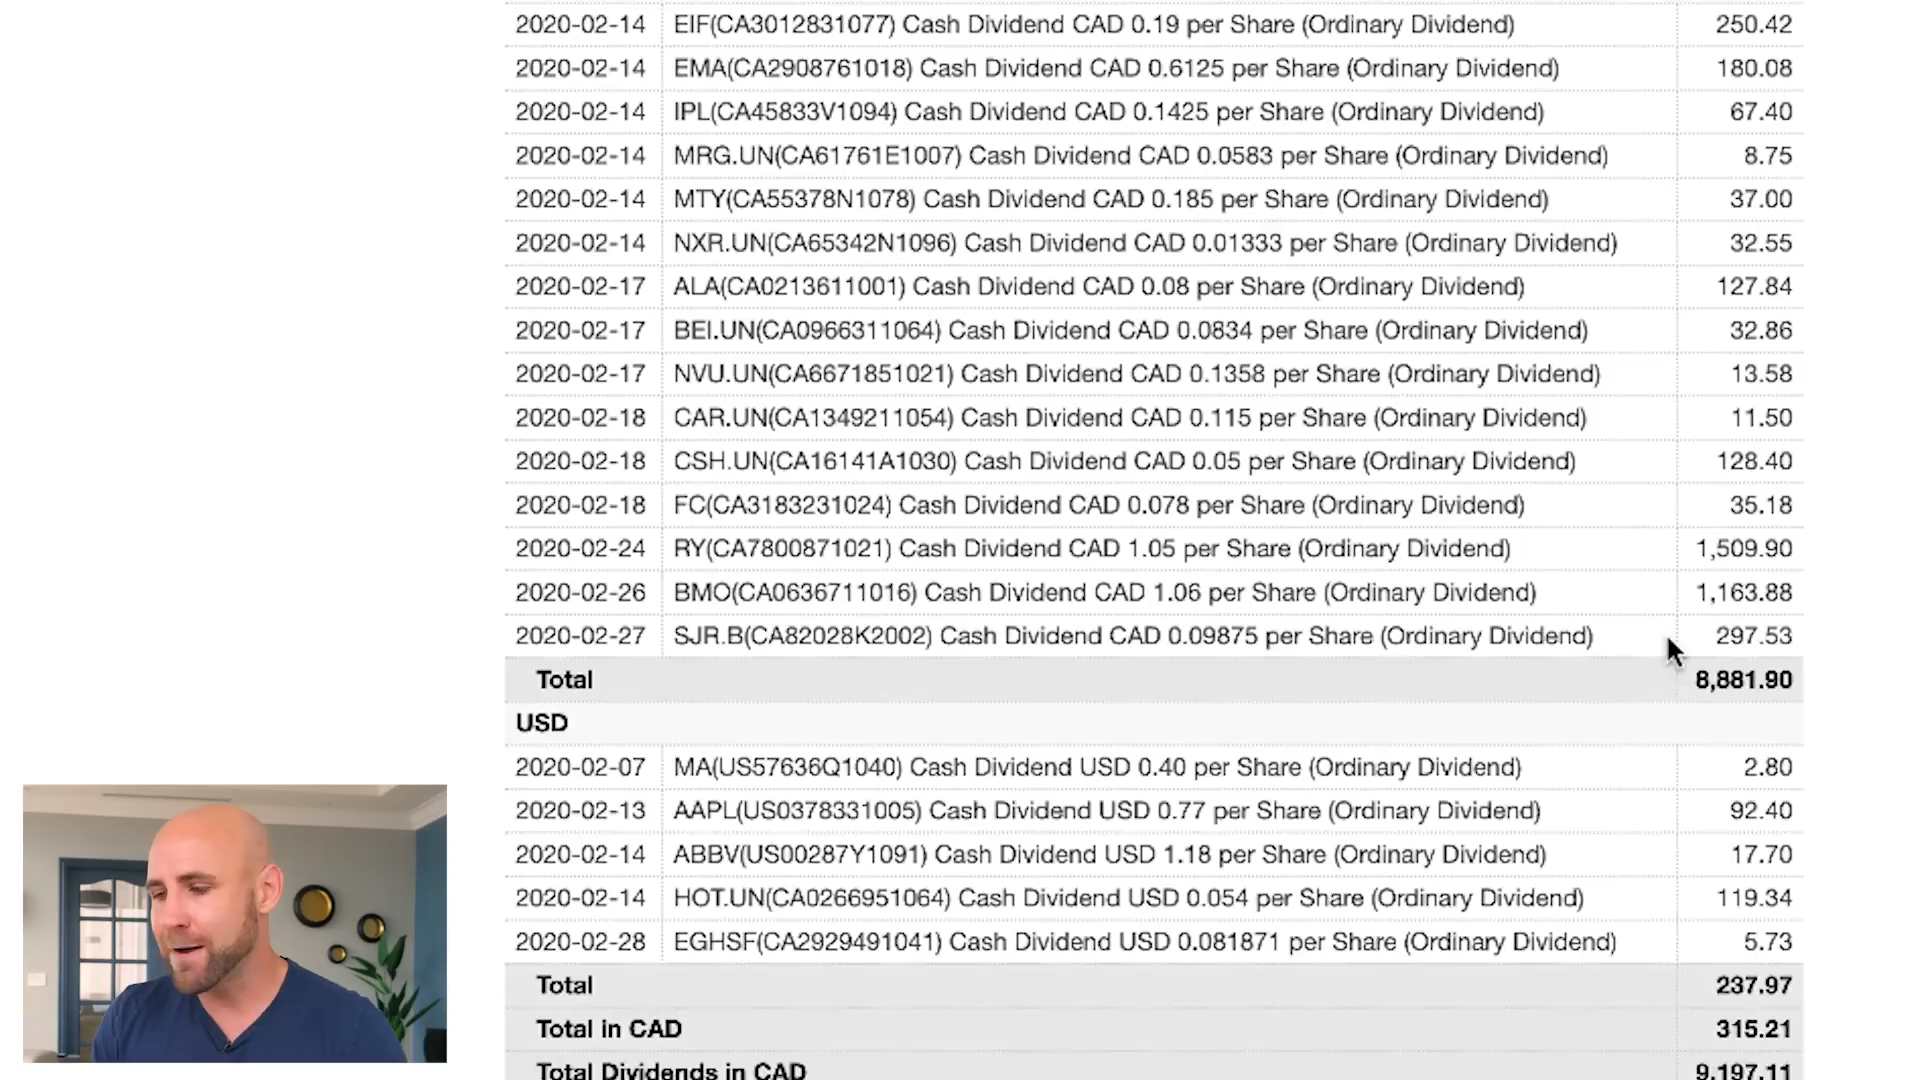 2020-02-14 EIF(CA3012831077) Cash Dividend CAD 0.19 per Share (Ordinary Dividend) 250.42
2020-02-14 EMA(CA2908761018) Cash Dividend CAD 0.6125 per Share (Ordinary Dividend) 180.08
2020-02-14 IPL(CA45833V1094) Cash Dividend CAD 0.1425 per Share (Ordinary Dividend) 67.40
2020-02-14 MRG.UN(CA61761E1007) Cash Dividend CAD 0.0583 per Share (Ordinary Dividend) 8.75
2020-02-14 MTY(CA55378N1078) Cash Dividend CAD 0.185 per Share (Ordinary Dividend) 37.00
2020-02-14 NXR.UN(CA65342N1096) Cash Dividend CAD 0.01333 per Share (Ordinary Dividend) 32.55
2020-02-17 ALA(CA0213611001) Cash Dividend CAD 0.08 per Share (Ordinary Dividend) 127.84
2020-02-17 BEI.UN(CA0966311064) Cash Dividend CAD 0.0834 per Share (Ordinary Dividend) 32.86
2020-02-17 NVU.UN(CA6671851021) Cash Dividend CAD 0.1358 per Share (Ordinary Dividend) 13.58
2020-02-18 CAR.UN(CA1349211054) Cash Dividend CAD 0.115 per Share (Ordinary Dividend) 11.50
2020-02-18 CSH.UN(CA16141A1030) Cash Dividend CAD 0.05 per Share (Ordinary Dividend) 128.40
2020-02-18 FC(CA3183231024) Cash Dividend CAD 0.078 per Share (Ordinary Dividend) 35.18
2020-02-24 RY(CA7800871021) Cash Dividend CAD 1.05 per Share (Ordinary Dividend) 1,509.90
2020-02-26 BMO(CA0636711016) Cash Dividend CAD 1.06 per Share (Ordinary Dividend) 1,163.88
2020-02-27 SJR.B(CA82028K2002) Cash Dividend CAD 0.09875 per Share (Ordinary Dividend) 297.53
Total 8,881.90
USD
2020-02-07 MA(US57636Q1040) Cash Dividend USD 0.40 per Share (Ordinary Dividend) 2.80
2020-02-13 AAPL(US0378331005) Cash Dividend USD 0.77 per Share (Ordinary Dividend) 92.40
2020-02-14 ABBV(US00287Y1091) Cash Dividend USD 1.18 per Share (Ordinary Dividend) 17.70
2020-02-14 HOT.UN(CA0266951064) Cash Dividend USD 0.054 per Share (Ordinary Dividend) 119.34
2020-02-28 EGHSF(CA2929491041) Cash Dividend USD 0.081871 per Share (Ordinary Dividend) 5.73
Total 237.97
Total in CAD 315.21
Total Dividends in CAD 9,197.11